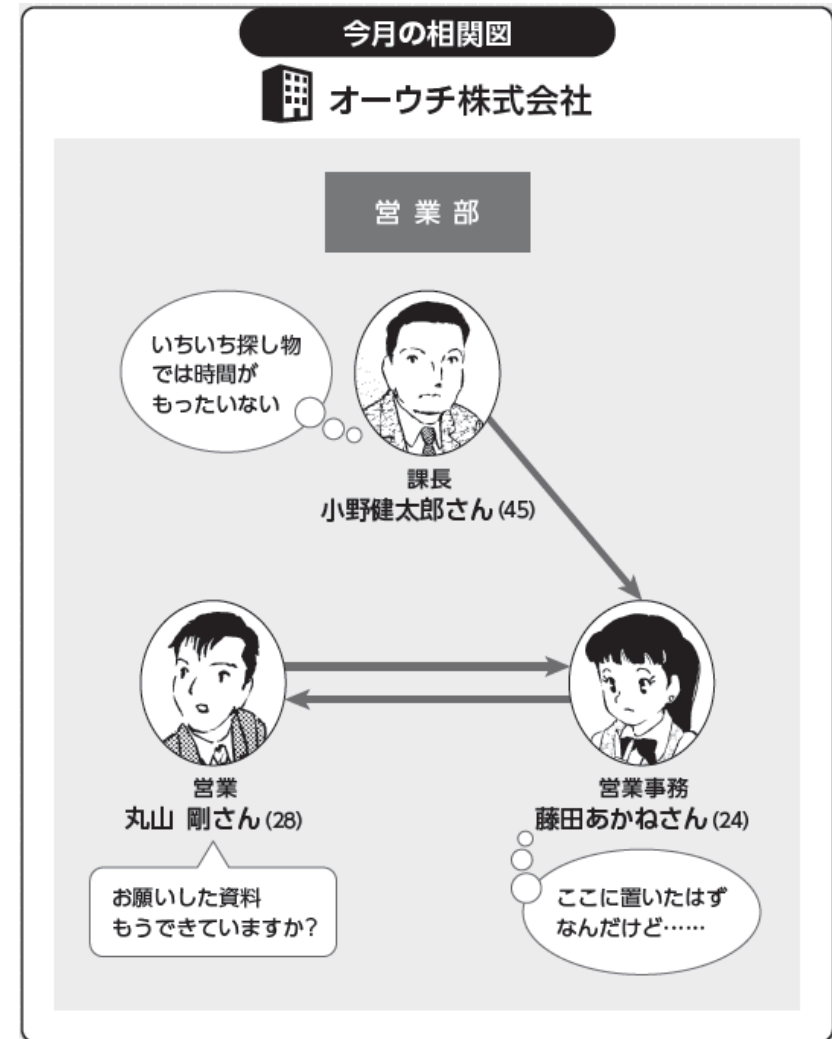 今月の相関図
オーウチ株式会社
営業部
いちいち探し物
では時間が
もったいない
課長
小野健太郎さん(45)
営業
丸山 剛さん(28)
営業事務
藤田あかねさん(24)
お願いした資料
もうできていますか?
ここに置いたはず
なんだけど……